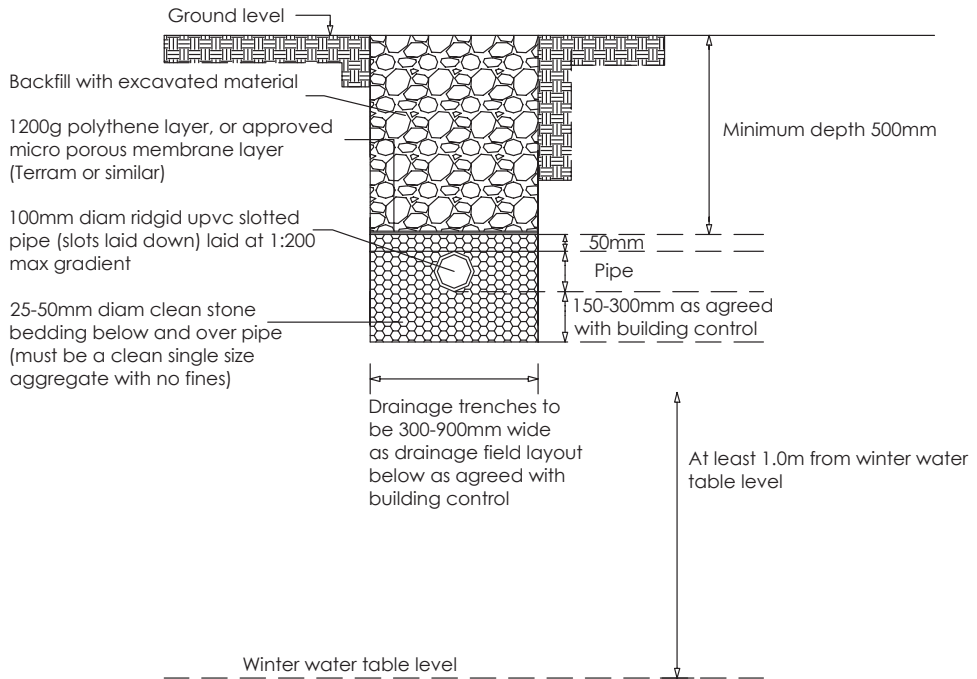 Ground level
Backfill with excavated material
1200g polythene layer, or approved
micro porous membrane layer
(Terram or similar)
100mm diam ridgid upvc slotted
pipe (slots laid down) laid at 1:200
max gradient
25-50mm diam clean stone
bedding below and over pipe
(must be a clean single size
aggregate with no fines)
Minimum depth 500mm
50mm
Pipe
150-300mm as agreed
with building control
Drainage trenches to
be 300-900mm wide
as drainage field layout
below as agreed with
building control
At least 1.0m from winter water
table level
Winter water table level